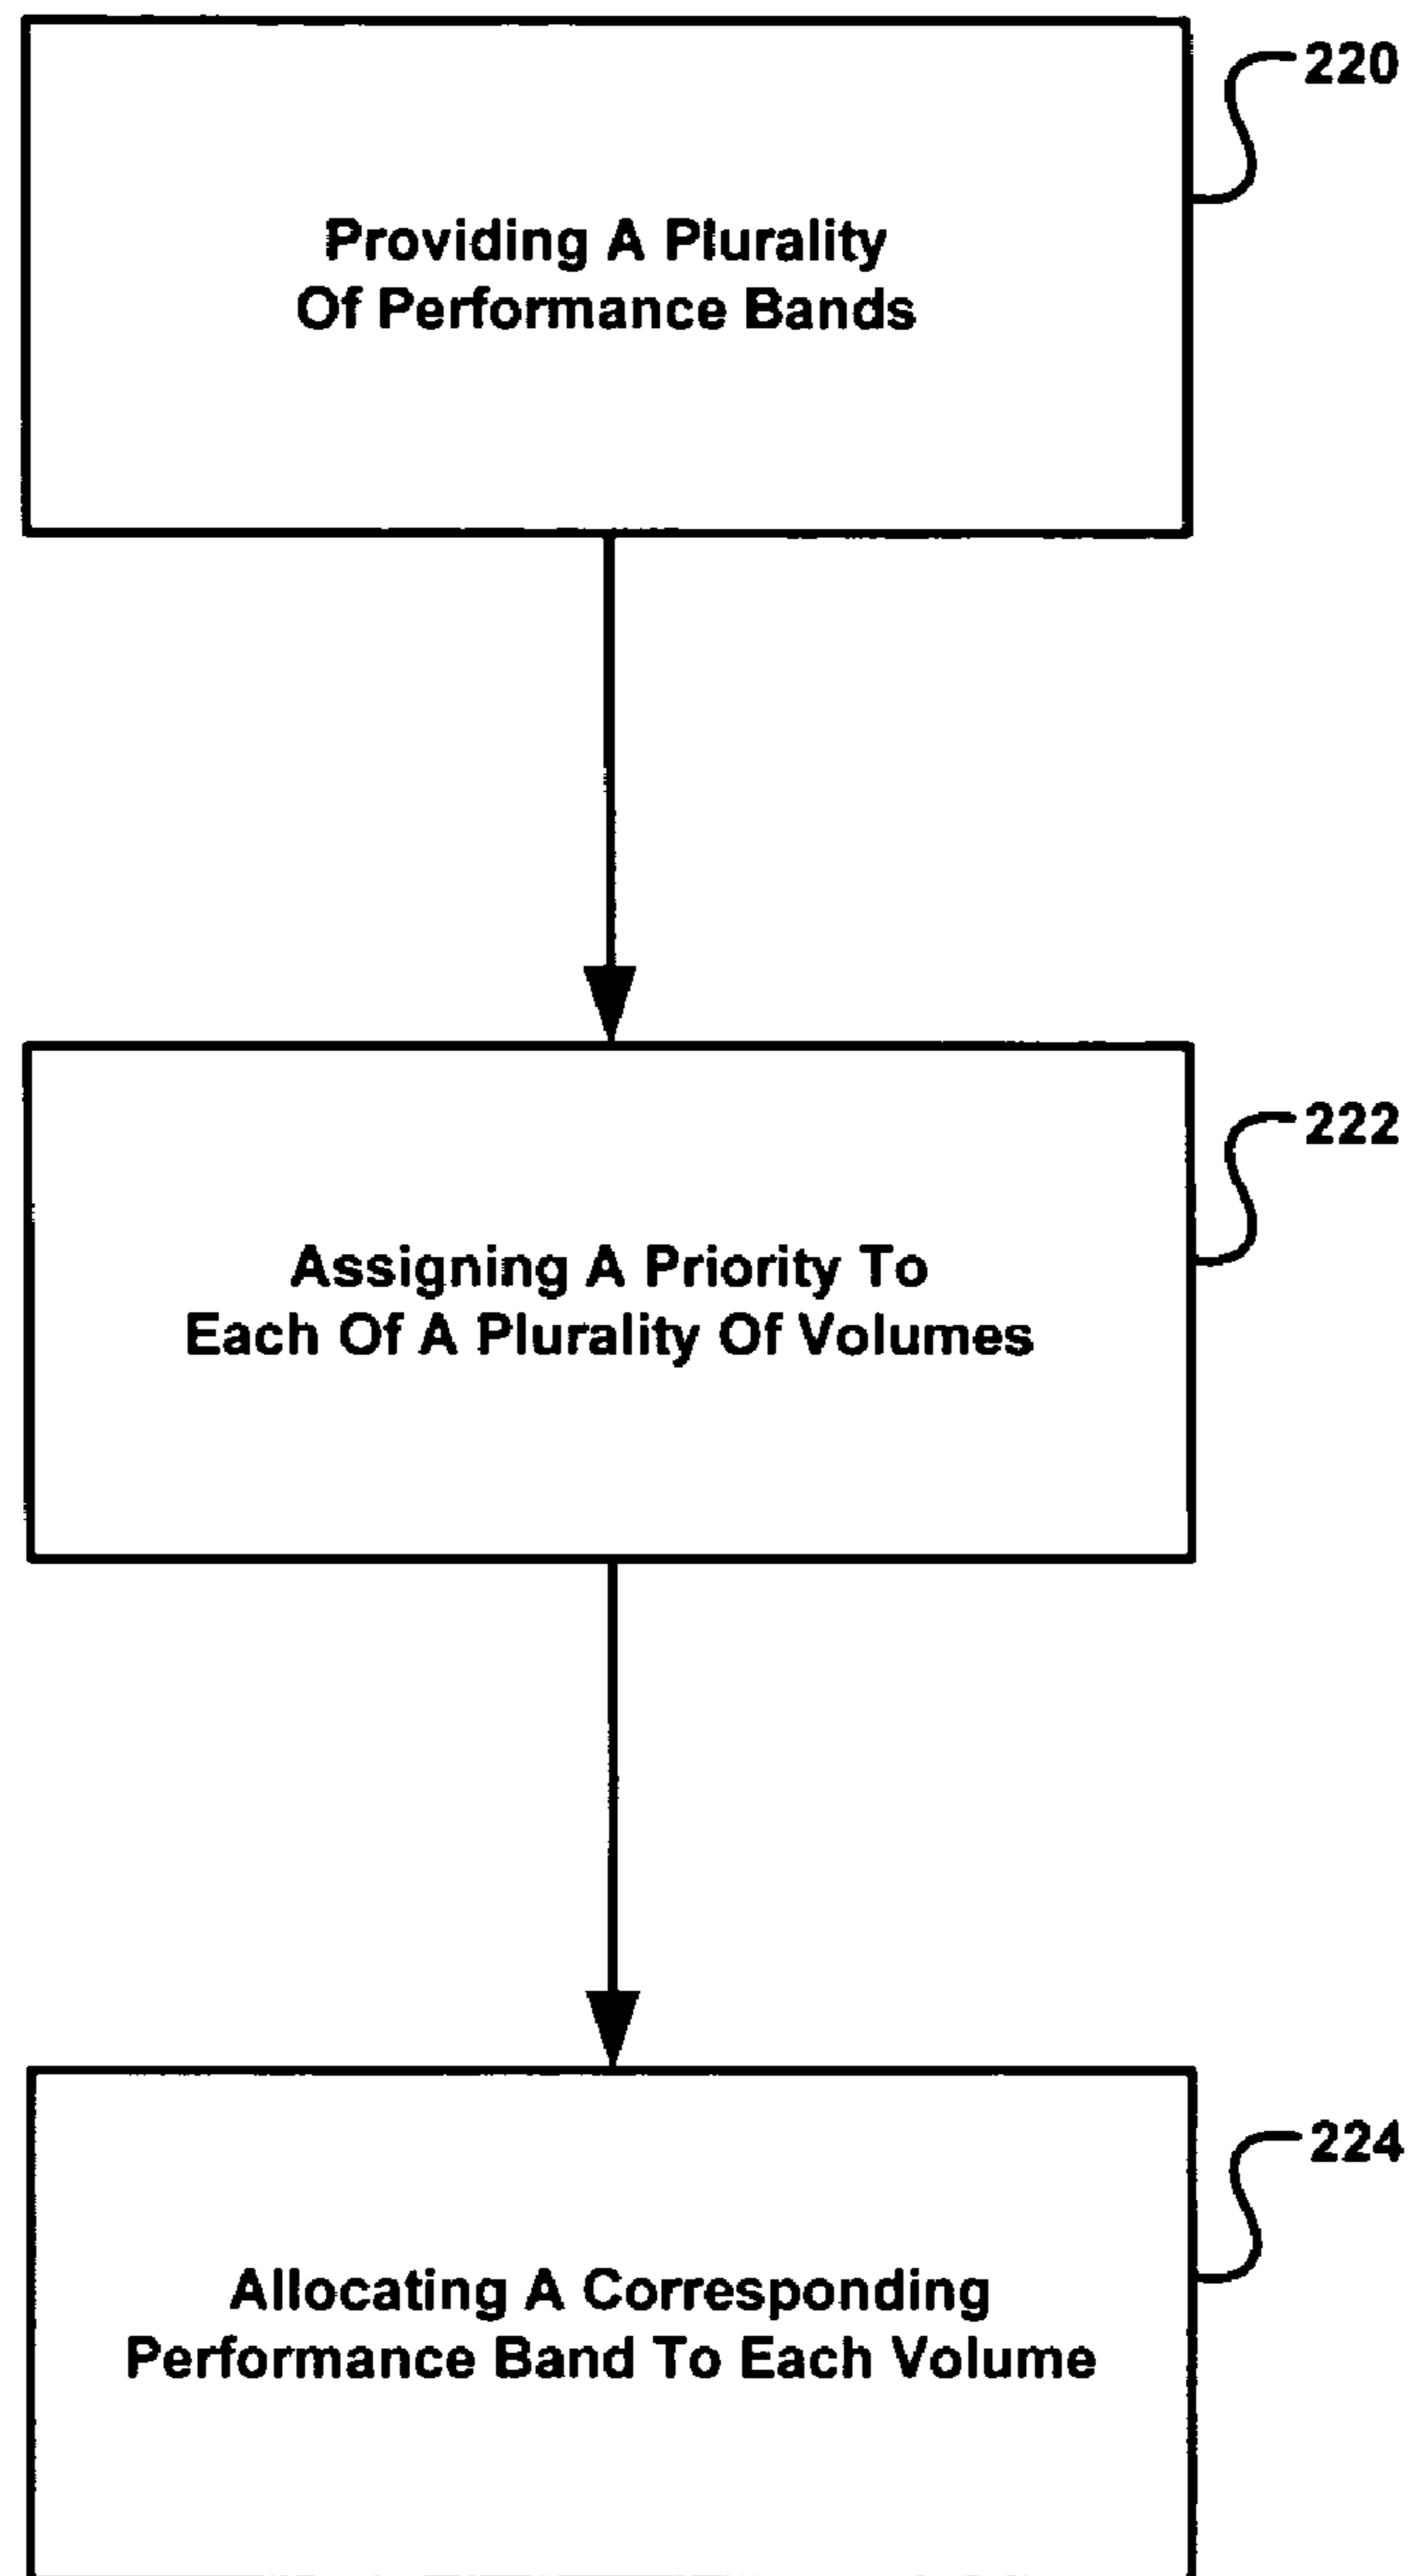 220
Providing A Plurality
Of Performance Bands
222
Assigning A Priority To
Each Of A Plurality Of Volumes
224
Allocating A Corresponding
Performance Band To Each Volume